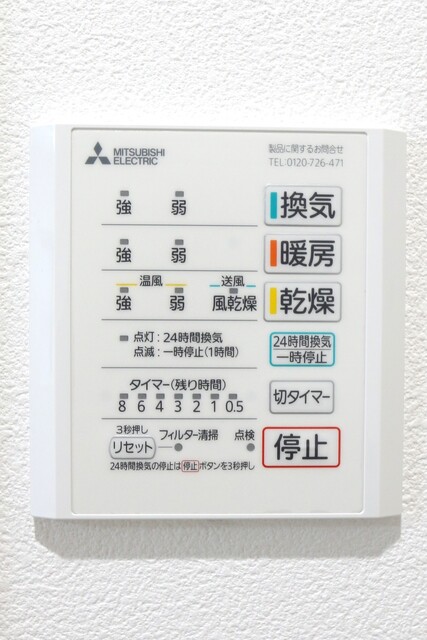 MITSUBISHI
ELECTRIC
製品に関するお問合せ
TEL 0120-726-471
強 弱 換気
強 弱 暖房
温風 送風
強 弱 風乾燥 乾燥
点灯：24時間換気
点滅：一時停止(1時間)
24時間換気
一時停止
タイマー(残り時間)
8 6 4 3 2 1 0.5
切タイマー
3秒押し
リセット フィルター清掃 点検
停止
24時間換気の停止は停止ボタンを3秒押し